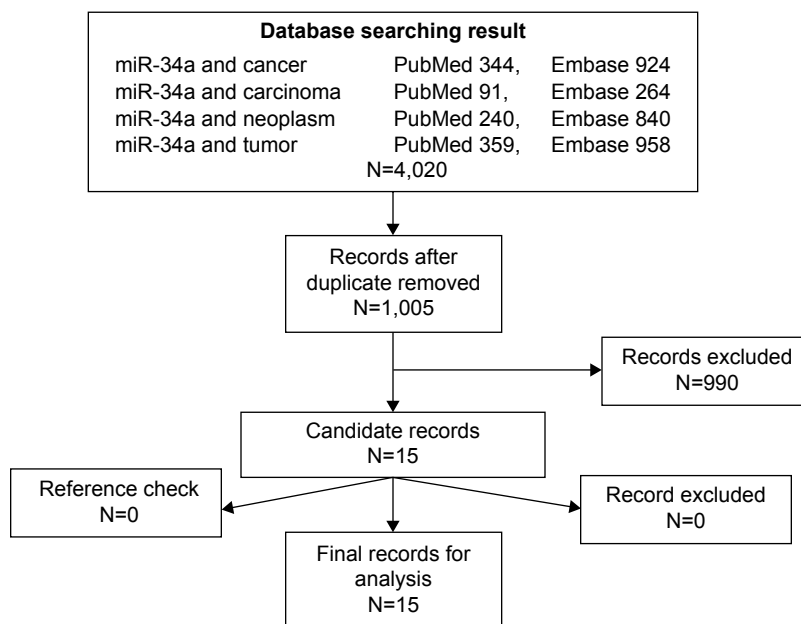 Database searching result
miR-34a and cancer PubMed 344, Embase 924
miR-34a and carcinoma PubMed 91, Embase 264
miR-34a and neoplasm PubMed 240, Embase 840
miR-34a and tumor PubMed 359, Embase 958
N=4,020
Records after
duplicate removed
N=1,005
Records excluded
N=990
Candidate records
N=15
Reference check
N=0
Record excluded
N=0
Final records for
analysis
N=15